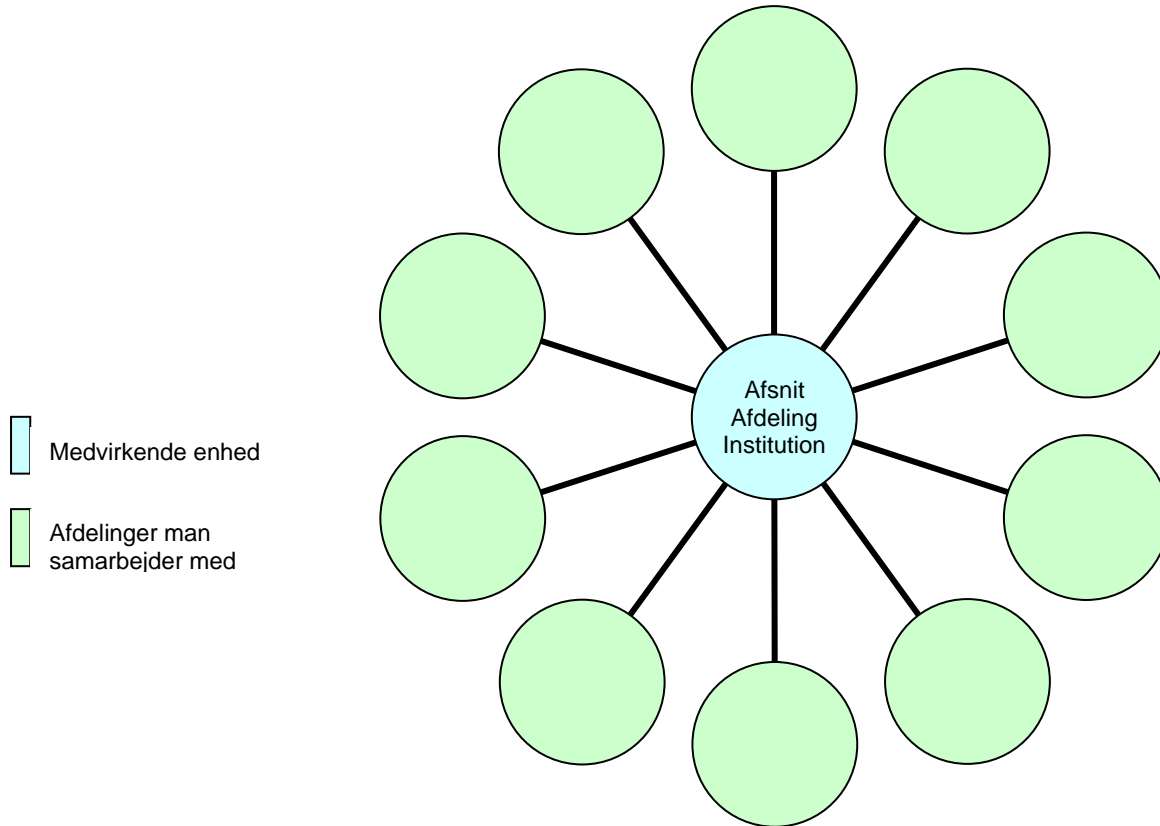 Afsnit
Afdeling
Institution
Medvirkende enhed
Afdelinger man
samarbejder med